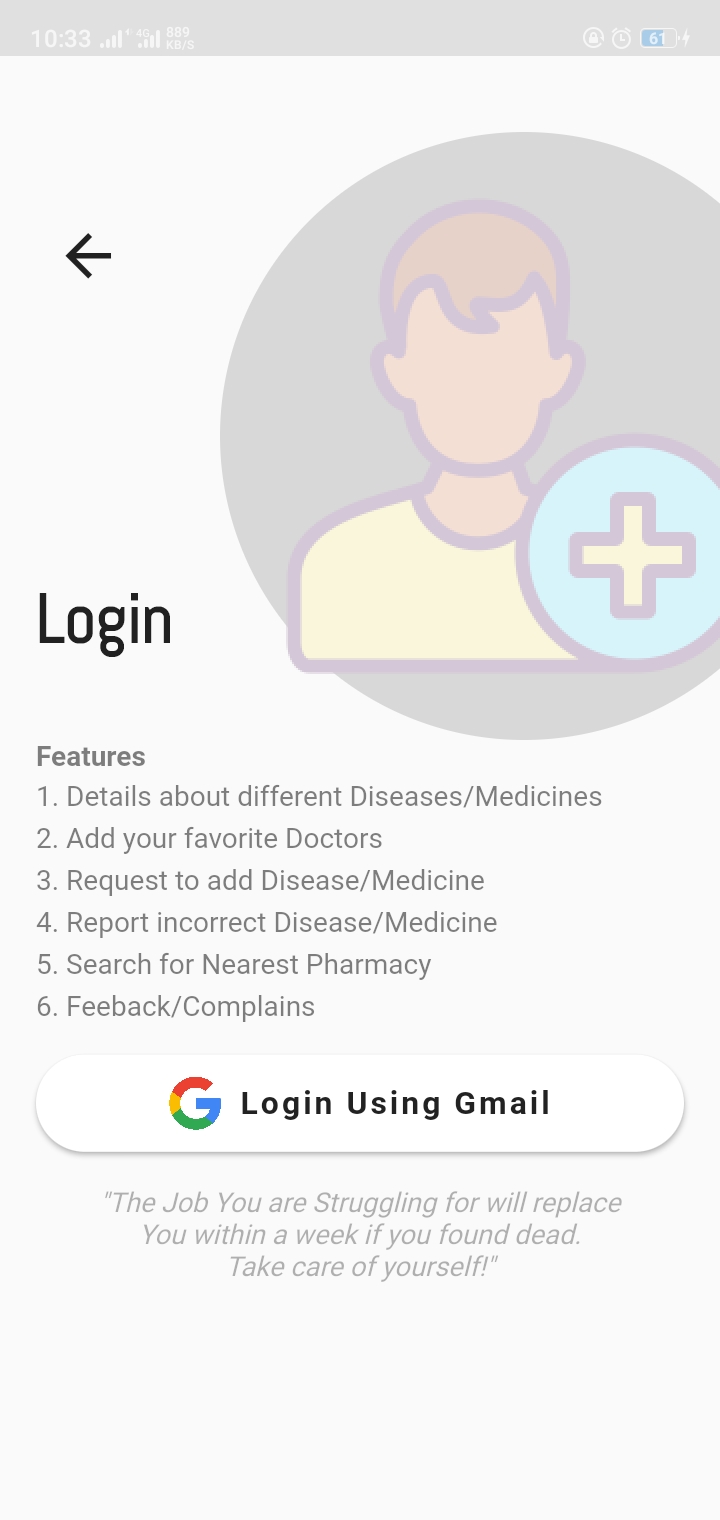 10:33 4G 889 KB/S 61
Login
Features
1. Details about different Diseases/Medicines
2. Add your favorite Doctors
3. Request to add Disease/Medicine
4. Report incorrect Disease/Medicine
5. Search for Nearest Pharmacy
6. Feeback/Complains
Login Using Gmail
"The Job You are Struggling for will replace
You within a week if you found dead.
Take care of yourself!"